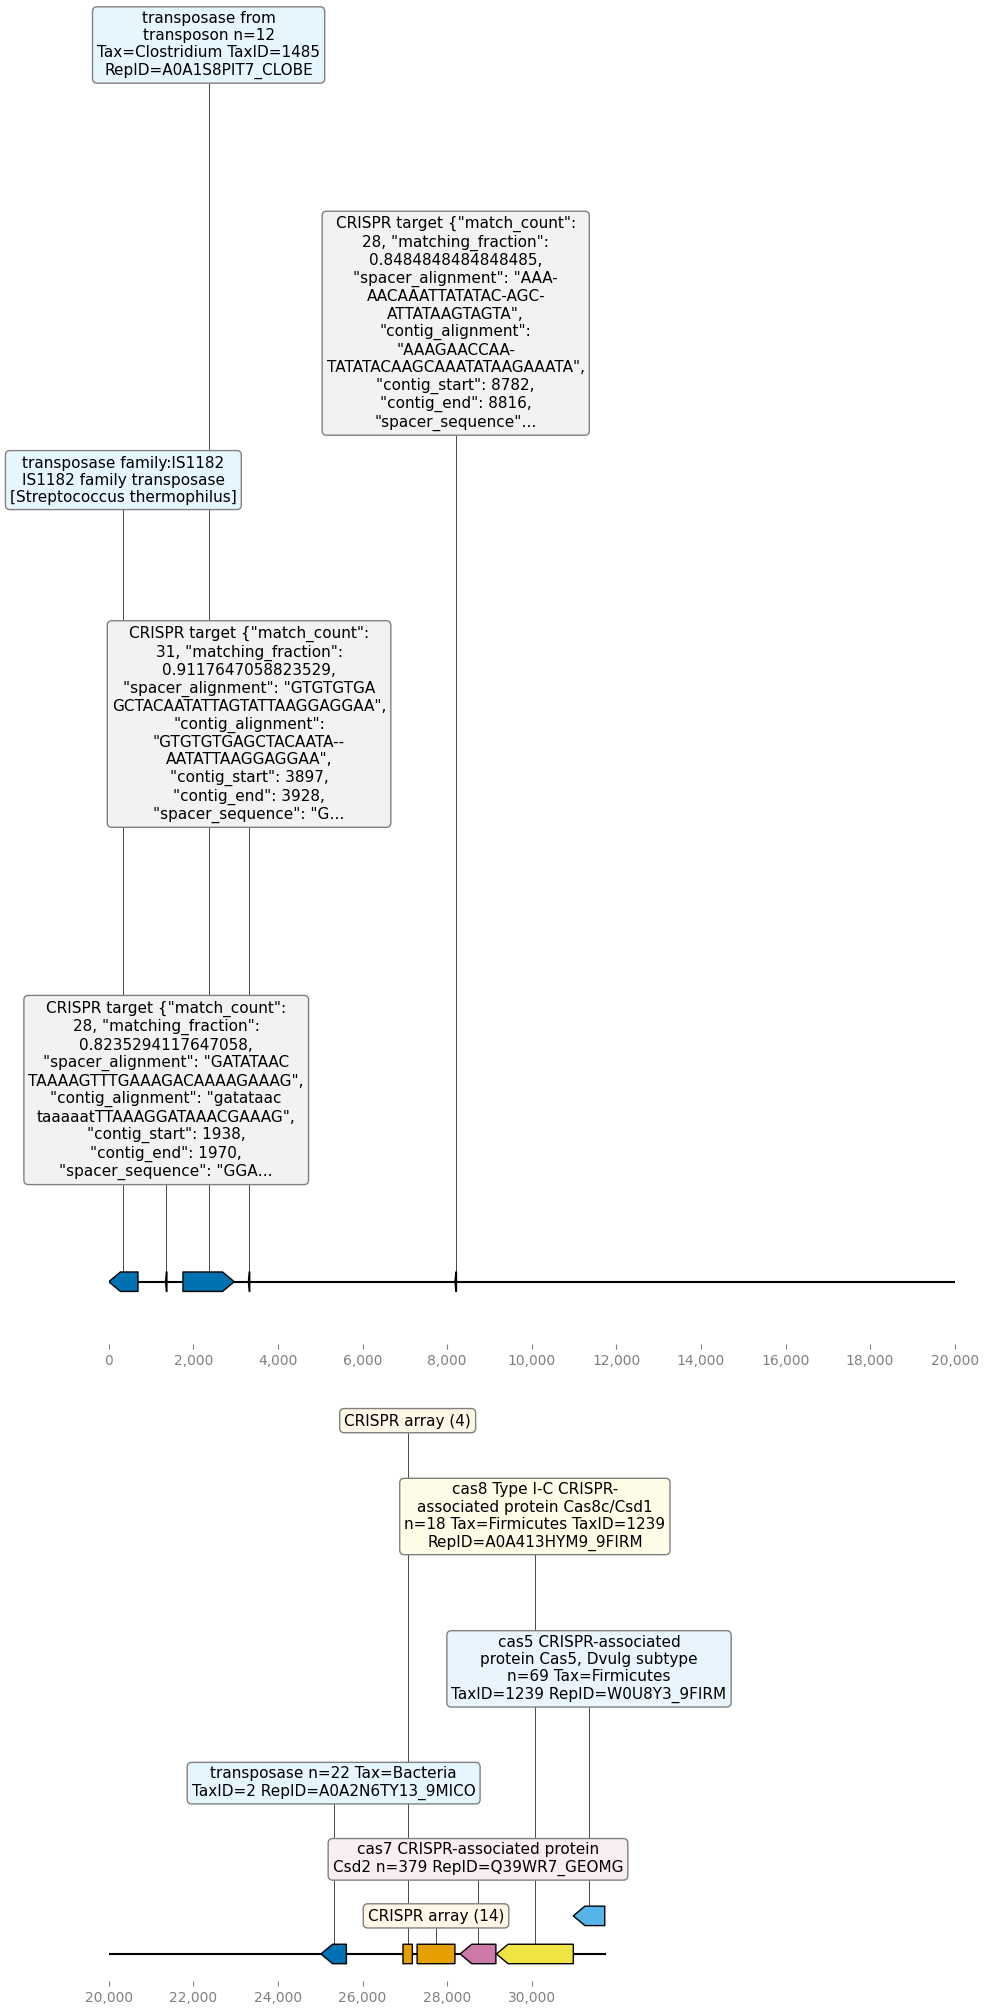 transposase from
transposon n=12
Tax=Clostridium TaxID=1485
RepID=A0A1S8PIT7_CLOBE
CRISPR target {"match_count":
28, "matching_fraction":
0.8484848484848485,
"spacer_alignment": "AAA-
AACAAATTATATAC-AGC-
ATTATAAGTAGTA",
"contig_alignment":
"AAAGAACCAA-
TATATACAAGCAAATATAAGAAATA",
"contig_start": 8782,
"contig_end": 8816,
"spacer_sequence"...
transposase family:IS1182
IS1182 family transposase
[Streptococcus thermophilus]
CRISPR target {"match_count":
31, "matching_fraction":
0.9117647058823529,
"spacer_alignment": "GTGTGTGA
GCTACAATATTAGTATTAAGGAGGAA",
"contig_alignment":
"GTGTGTGAGCTACAATA--
AATATTAAGGAGGAA",
"contig_start": 3897,
"contig_end": 3928,
"spacer_sequence": "G...
CRISPR target {"match_count":
28, "matching_fraction":
0.8235294117647058,
"spacer_alignment": "GATATAAC
TAAAAGTTTGAAAGACAAAAGAAAG",
"contig_alignment": "gatataac
taaaaatTTAAAGGATAAACGAAAG",
"contig_start": 1938,
"contig_end": 1970,
"spacer_sequence": "GGA...
0 2,000 4,000 6,000 8,000 10,000 12,000 14,000 16,000 18,000 20,000
CRISPR array (4)
cas8 Type I-C CRISPR-
associated protein Cas8c/Csd1
n=18 Tax=Firmicutes TaxID=1239
RepID=A0A413HYM9_9FIRM
cas5 CRISPR-associated
protein Cas5, Dvulg subtype
n=69 Tax=Firmicutes
TaxID=1239 RepID=W0U8Y3_9FIRM
transposase n=22 Tax=Bacteria
TaxID=2 RepID=A0A2N6TY13_9MICO
cas7 CRISPR-associated protein
Csd2 n=379 RepID=Q39WR7_GEOMG
CRISPR array (14)
20,000 22,000 24,000 26,000 28,000 30,000